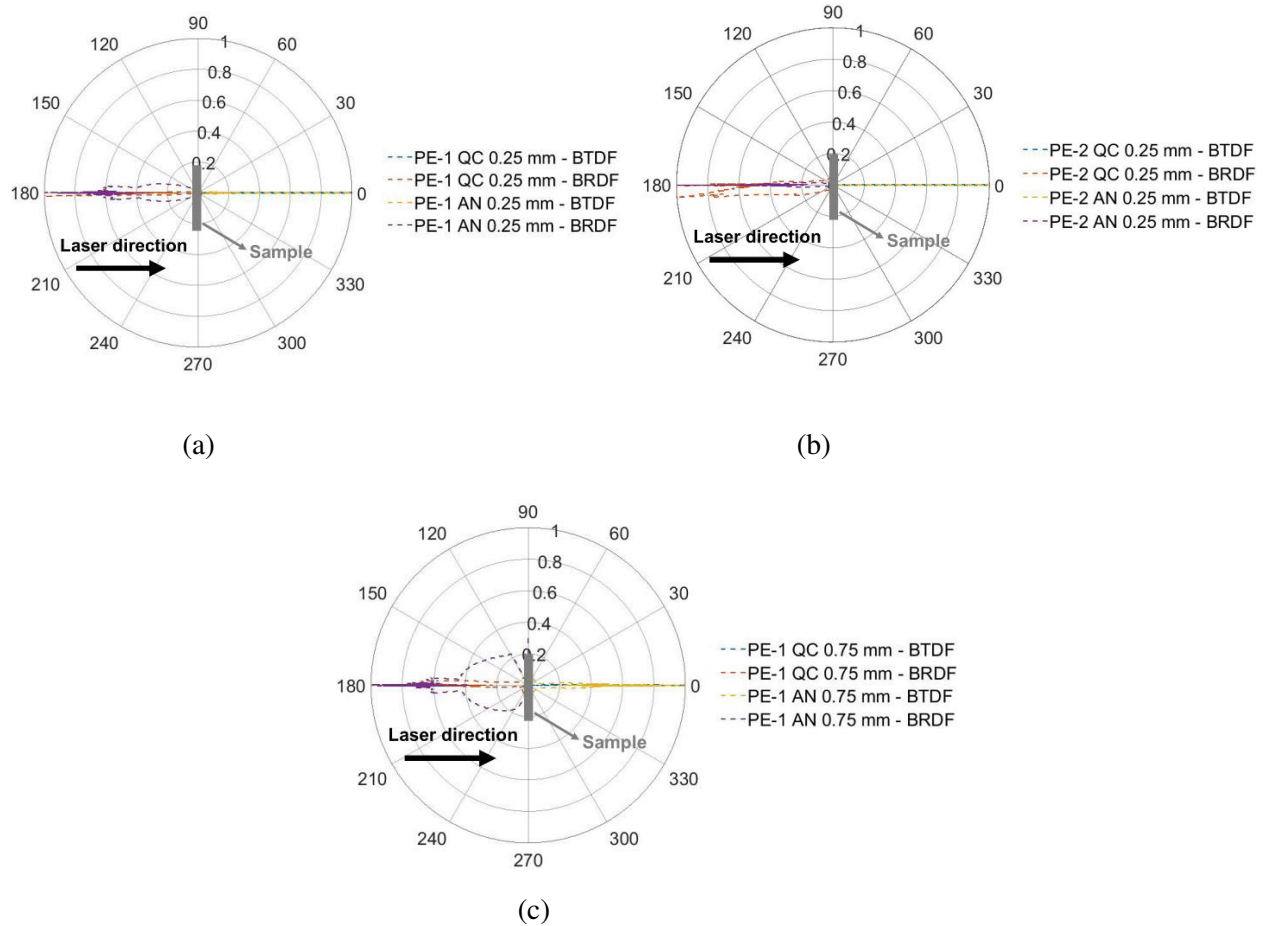 90
120
1
60
0.8
150
0.6
30
0.4
0.2
180
0
Laser direction
Sample
210
330
240
300
270
PE-1 QC 0.25 mm - BTDF
PE-1 QC 0.25 mm - BRDF
PE-1 AN 0.25 mm - BTDF
PE-1 AN 0.25 mm - BRDF
(a)
90
120
1
60
0.8
150
0.6
30
0.4
0.2
180
0
Laser direction
Sample
210
330
240
300
270
PE-2 QC 0.25 mm - BTDF
PE-2 QC 0.25 mm - BRDF
PE-2 AN 0.25 mm - BTDF
PE-2 AN 0.25 mm - BRDF
(b)
90
120
1
60
0.8
150
0.6
30
0.4
0.2
180
0
Laser direction
Sample
210
330
240
300
270
PE-1 QC 0.75 mm - BTDF
PE-1 QC 0.75 mm - BRDF
PE-1 AN 0.75 mm - BTDF
PE-1 AN 0.75 mm - BRDF
(c)